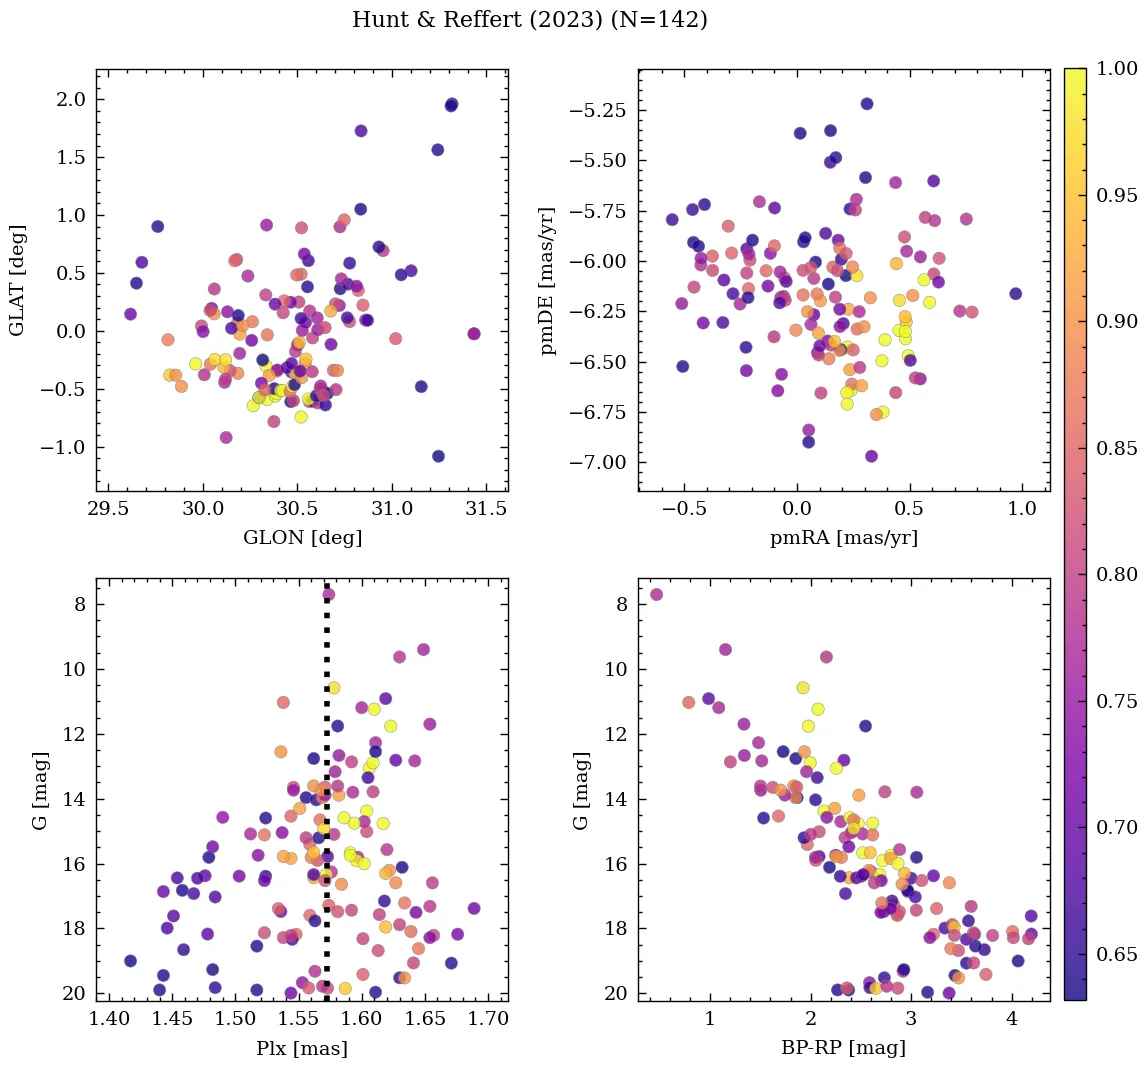 Hunt & Reffert (2023) (N=142)
2.0
1.5
1.0
0.5
0.0
−0.5
−1.0
GLAT [deg]
29.5 30.0 30.5 31.0 31.5
GLON [deg]
−5.25
−5.50
−5.75
−6.00
−6.25
−6.50
−6.75
−7.00
pmDE [mas/yr]
−0.5 0.0 0.5 1.0
pmRA [mas/yr]
8
10
12
14
16
18
20
G [mag]
1.40 1.45 1.50 1.55 1.60 1.65 1.70
Plx [mas]
8
10
12
14
16
18
20
G [mag]
1 2 3 4
BP-RP [mag]
1.00
0.95
0.90
0.85
0.80
0.75
0.70
0.65